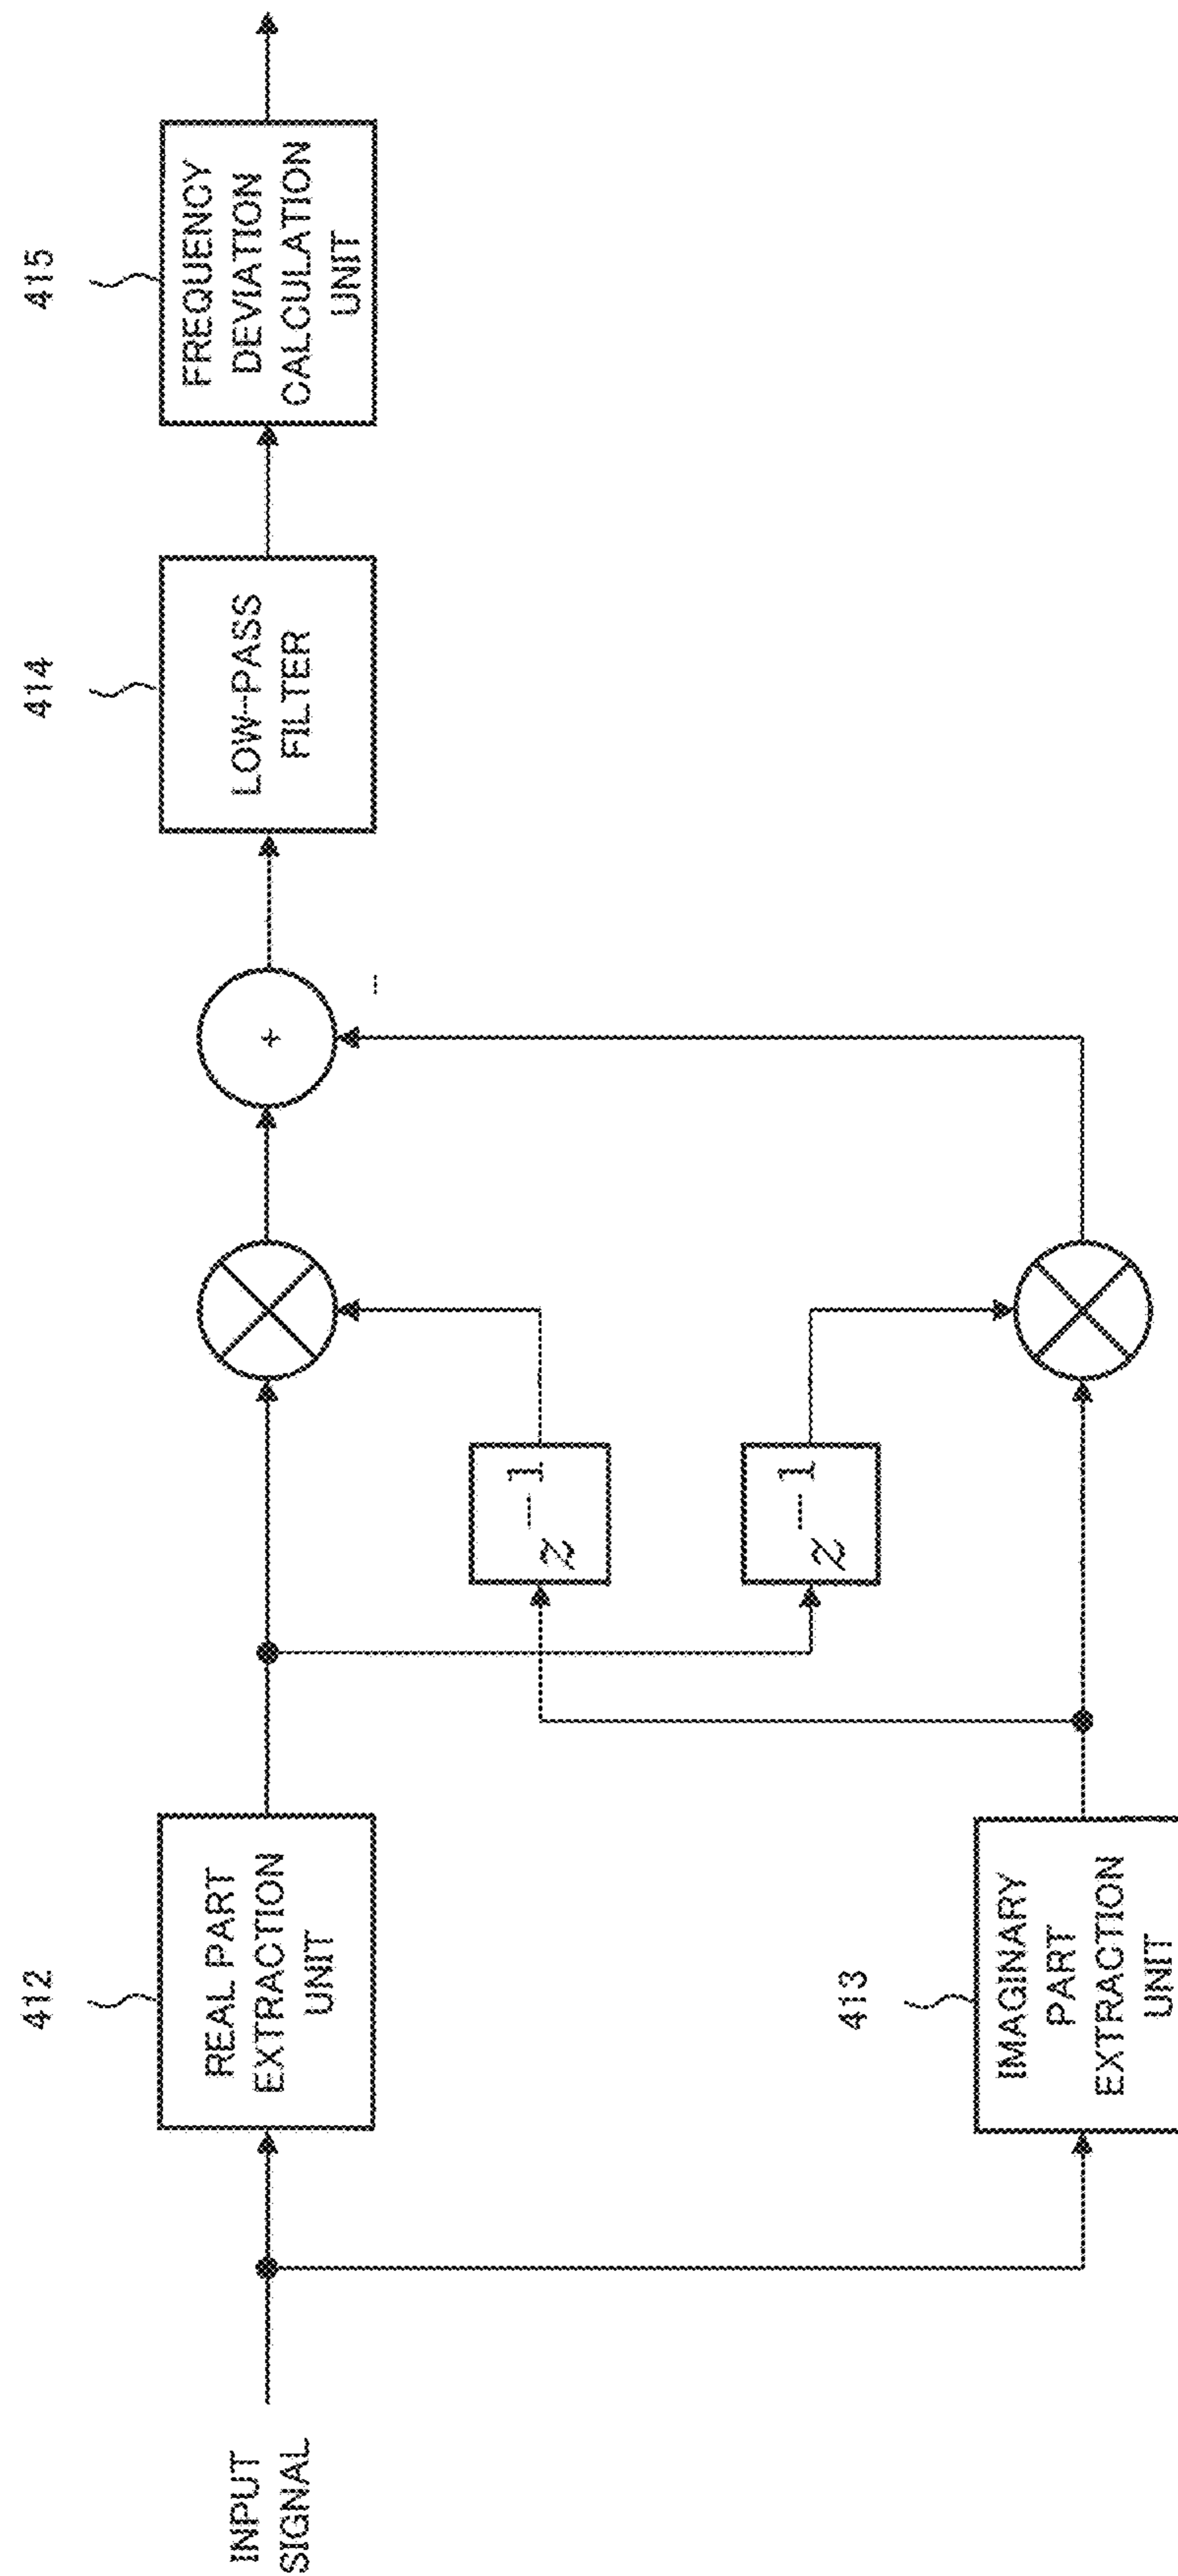 INPUT
SIGNAL
412
REAL PART
EXTRACTION
UNIT
413
IMAGINARY
PART
EXTRACTION
UNIT
z⁻¹
z⁻¹
+
−
414
LOW-PASS
FILTER
415
FREQUENCY
DEVIATION
CALCULATION
UNIT